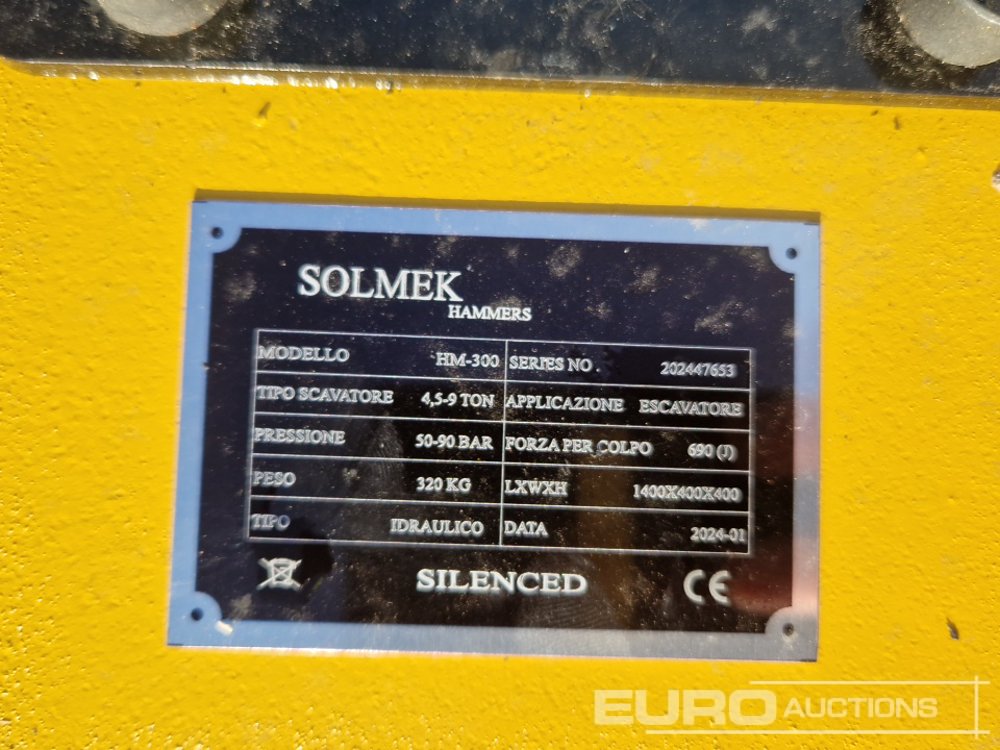 SOLMEK
HAMMERS
MODELLO HM-300 SERIES NO . 202447653
TIPO SCAVATORE 4,5-9 TON APPLICAZIONE ESCAVATORE
PRESSIONE 50-90 BAR FORZA PER COLPO 690 (J)
PESO 320 KG LXWXH 1400X400X400
TIPO IDRAULICO DATA 2024-01
SILENCED CE
EURO AUCTIONS